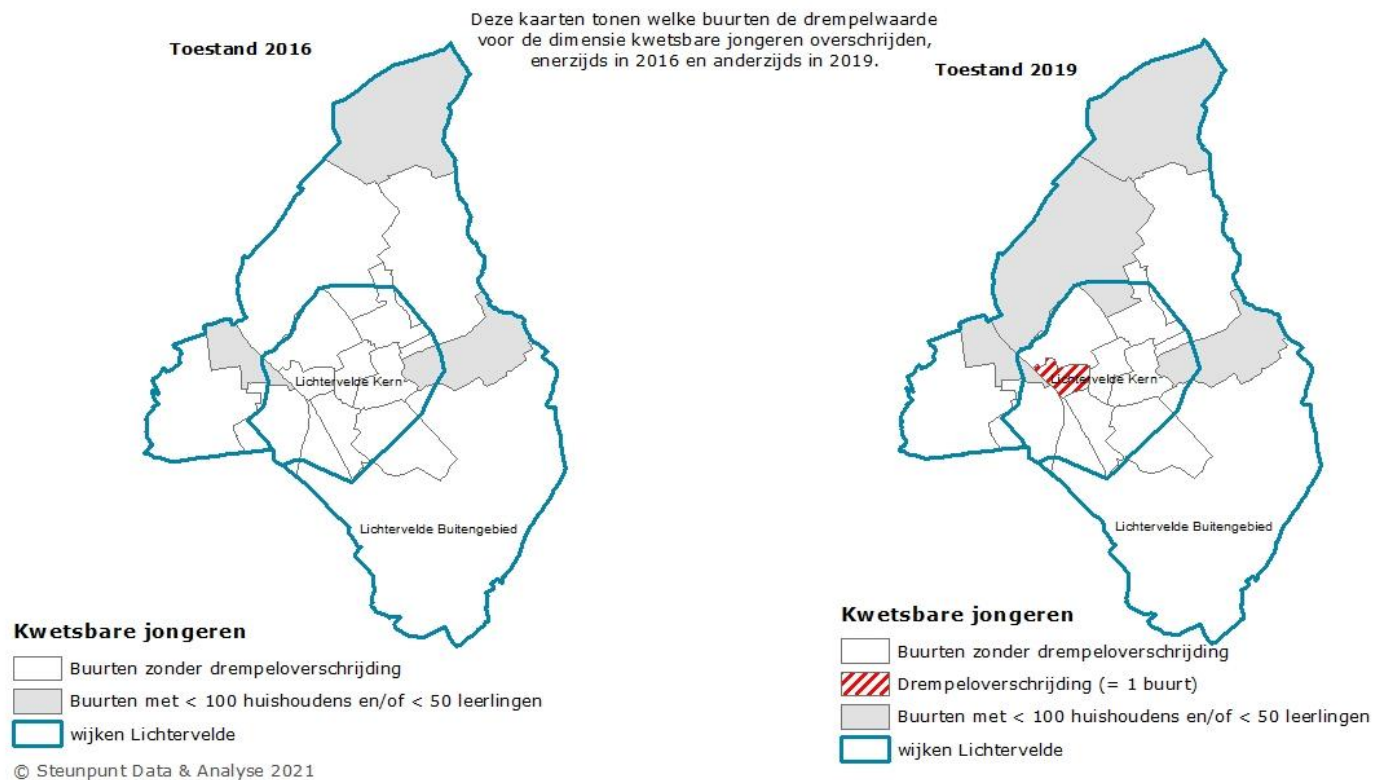 Deze kaarten tonen welke buurten de drempelwaarde
voor de dimensie kwetsbare jongeren overschrijden,
enerzijds in 2016 en anderzijds in 2019.
Toestand 2016
Lichtervelde Kern
Lichtervelde Buitengebied
Kwetsbare jongeren
Buurten zonder drempeloverschrijding
Buurten met < 100 huishoudens en/of < 50 leerlingen
wijken Lichtervelde
© Steunpunt Data & Analyse 2021
Toestand 2019
Lichtervelde Kern
Lichtervelde Buitengebied
Kwetsbare jongeren
Buurten zonder drempeloverschrijding
Drempeloverschrijding (= 1 buurt)
Buurten met < 100 huishoudens en/of < 50 leerlingen
wijken Lichtervelde